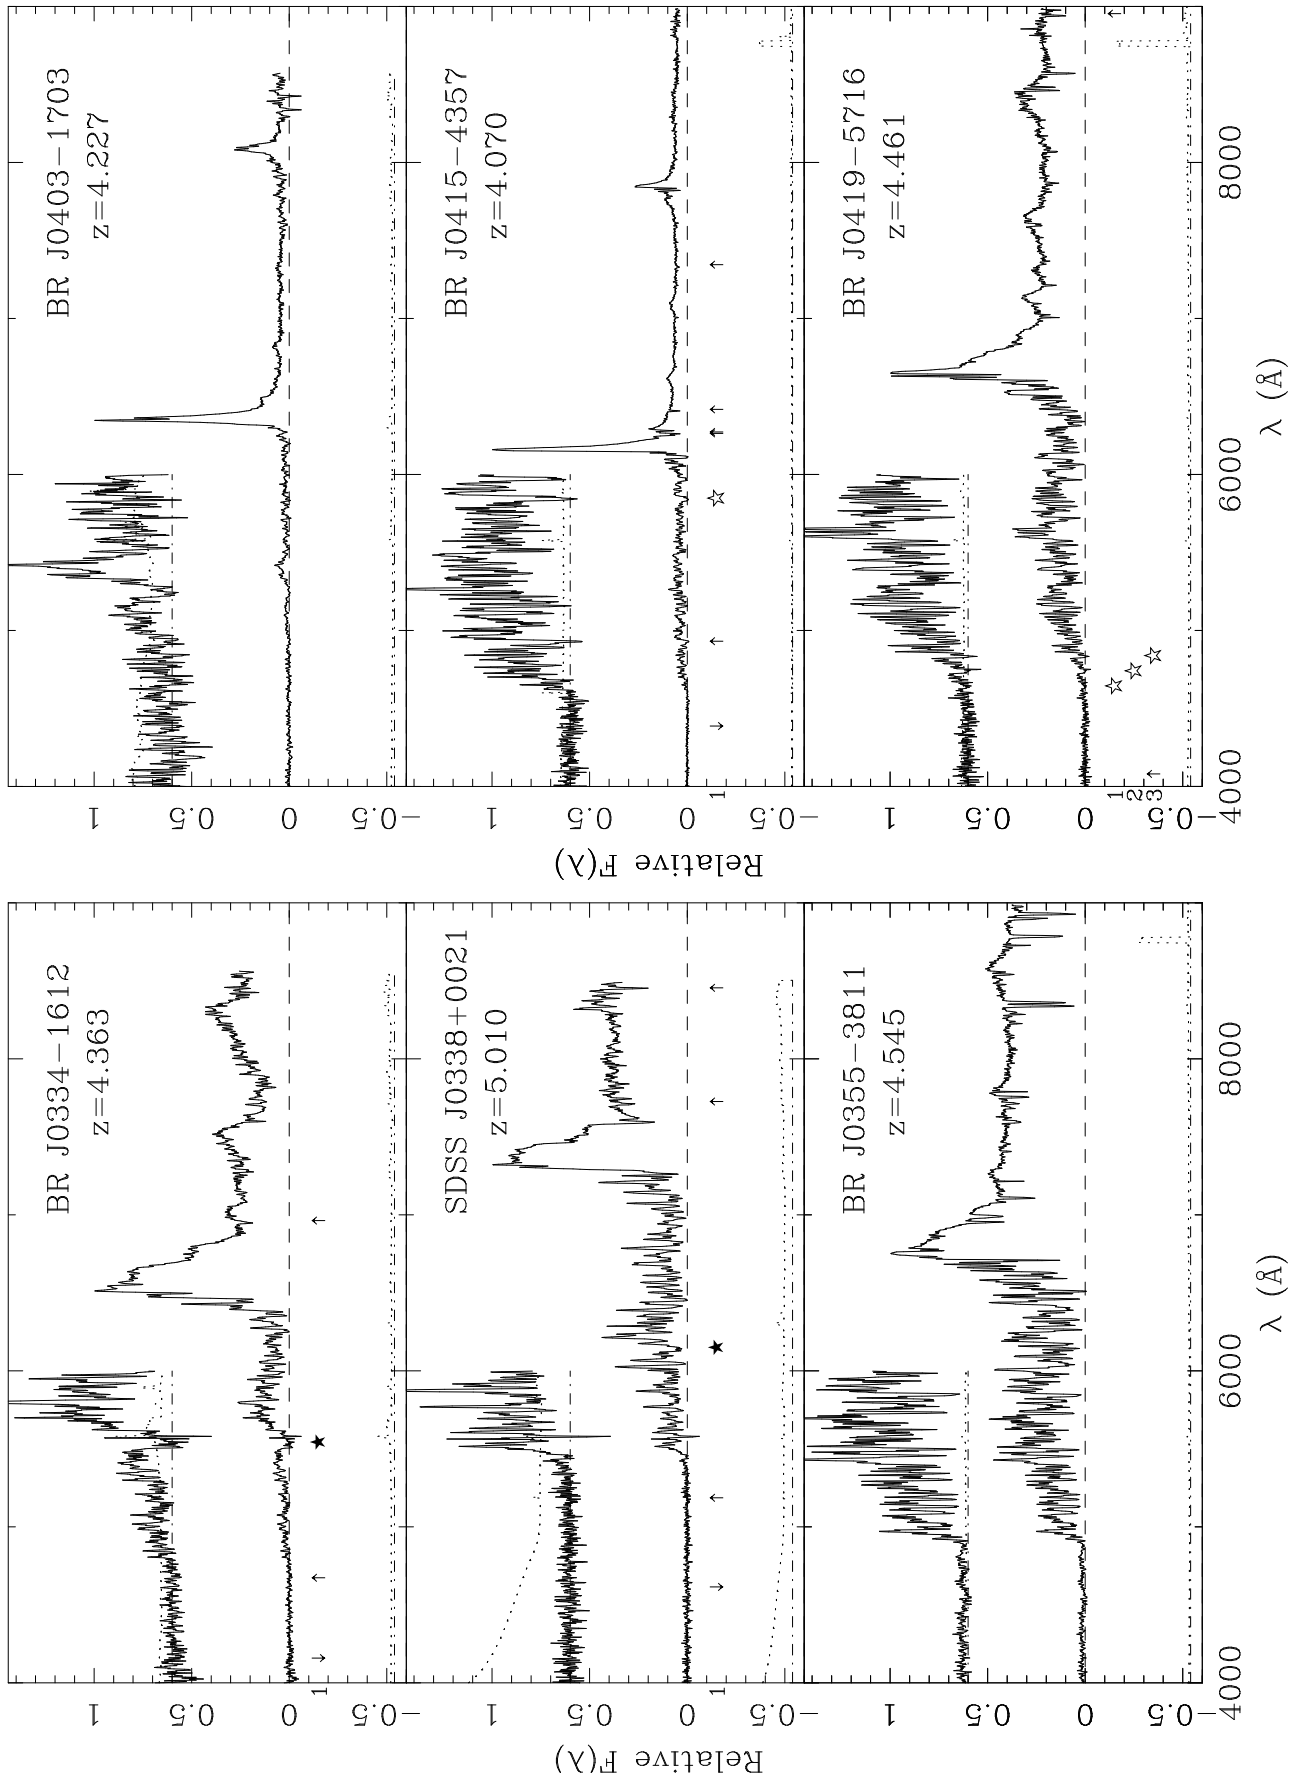 BR J0334−1612
z=4.363
1
0.5
0
−0.5
1
SDSS J0338+0021
z=5.010
1
0.5
0
−0.5
1
BR J0355−3811
z=4.545
1
0.5
0
−0.5
4000
6000
8000
λ (Å)
Relative F(λ)
BR J0403−1703
z=4.227
1
0.5
0
−0.5
BR J0415−4357
z=4.070
1
0.5
0
−0.5
1
BR J0419−5716
z=4.461
1
0.5
0
−0.5
1
2
3
4000
6000
8000
λ (Å)
Relative F(λ)